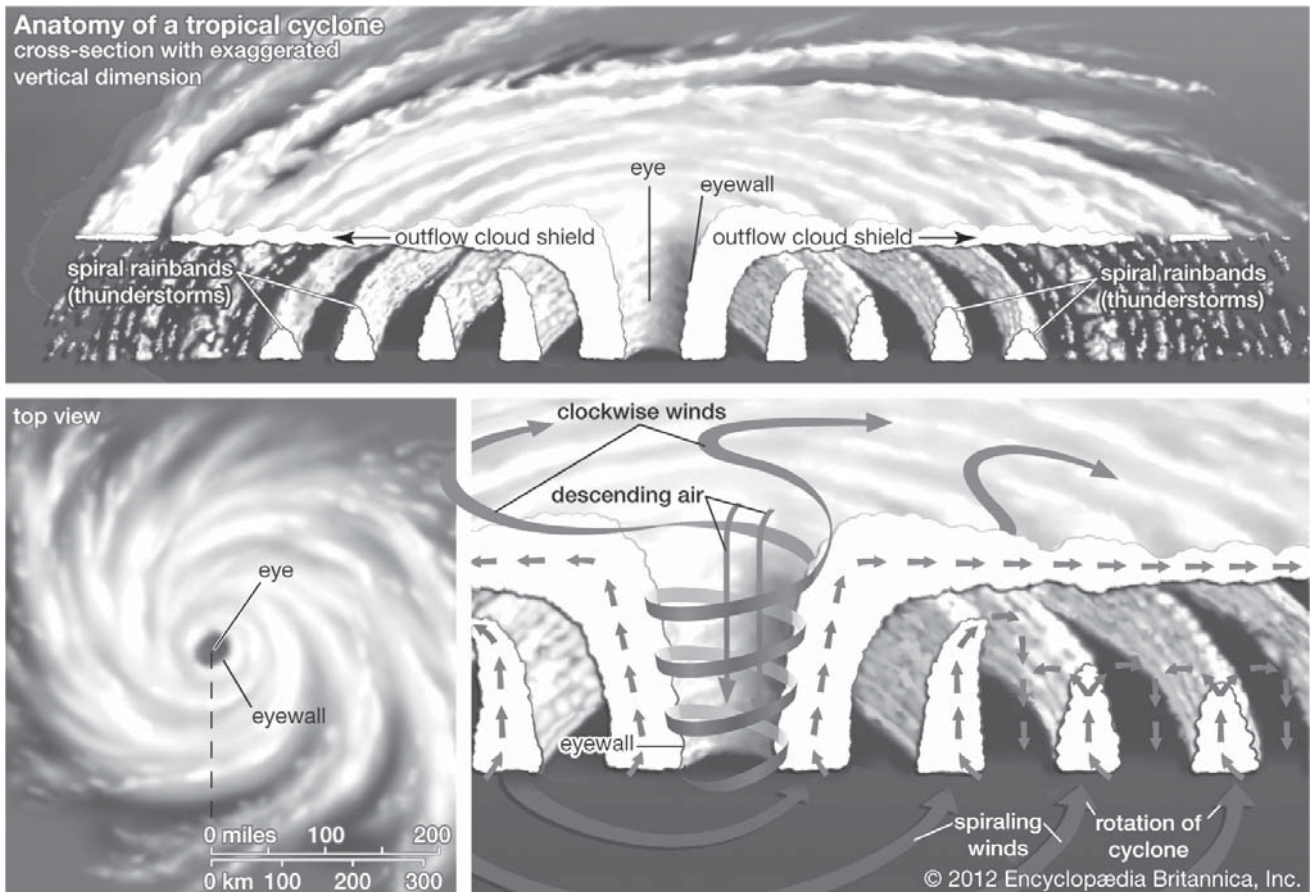 Anatomy of a tropical cyclone
cross-section with exaggerated
vertical dimension
eye
eyewall
outflow cloud shield
outflow cloud shield
spiral rainbands
(thunderstorms)
spiral rainbands
(thunderstorms)
top view
eye
eyewall
0 miles 100 200
0 km 100 200 300
clockwise winds
descending air
eyewall
spiraling
winds
rotation of
cyclone
© 2012 Encyclopædia Britannica, Inc.